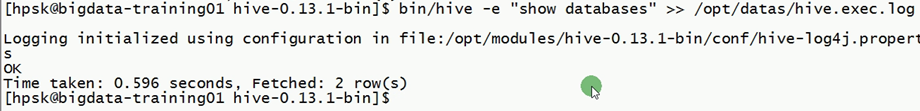 [hpsk@bigdata-training01 hive-0.13.1-bin]$ bin/hive -e "show databases" >> /opt/datas/hive.exec.log
Logging initialized using configuration in file:/opt/modules/hive-0.13.1-bin/conf/hive-log4j.propert
s
OK
Time taken: 0.596 seconds, Fetched: 2 row(s)
[hpsk@bigdata-training01 hive-0.13.1-bin]$